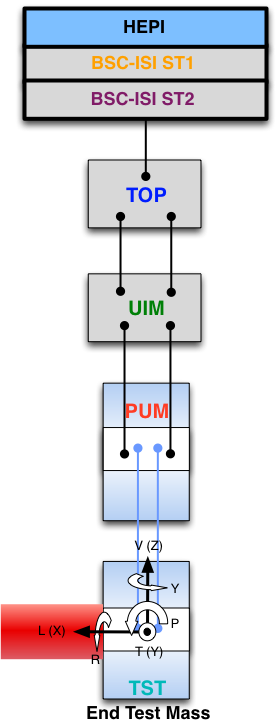 HEPI
BSC-ISI ST1
BSC-ISI ST2
TOP
UIM
PUM
V (Z)
Y
P
L (X)
T (Y)
R
TST
End Test Mass